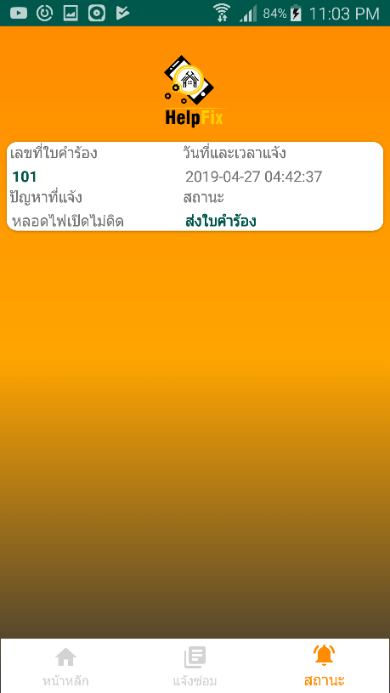 84% 11:03 PM
HelpFix
เลขที่ใบคำร้อง วันที่และเวลาแจ้ง
101 2019-04-27 04:42:37
ปัญหาที่แจ้ง สถานะ
หลอดไฟเปิดไม่ติด ส่งใบคำร้อง
หน้าหลัก แจ้งซ่อม สถานะ